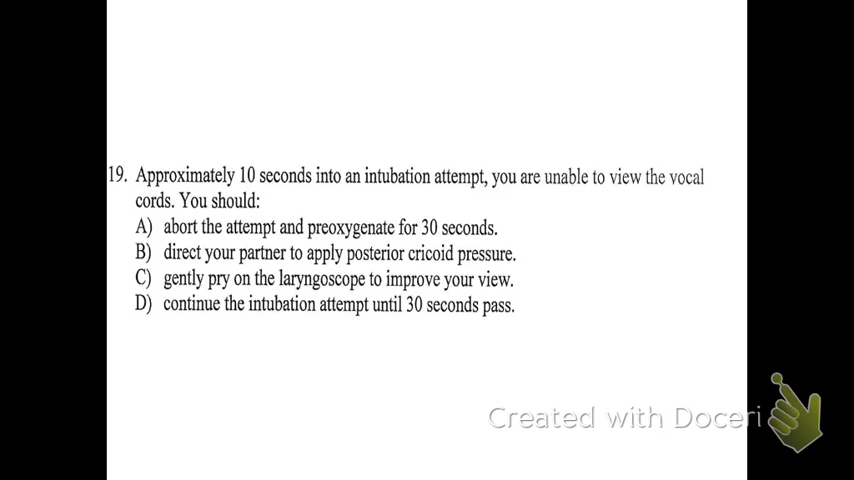 19. Approximately 10 seconds into an intubation attempt, you are unable to view the vocal
cords. You should:
A) abort the attempt and preoxygenate for 30 seconds.
B) direct your partner to apply posterior cricoid pressure.
C) gently pry on the laryngoscope to improve your view.
D) continue the intubation attempt until 30 seconds pass.
Created with Doceri